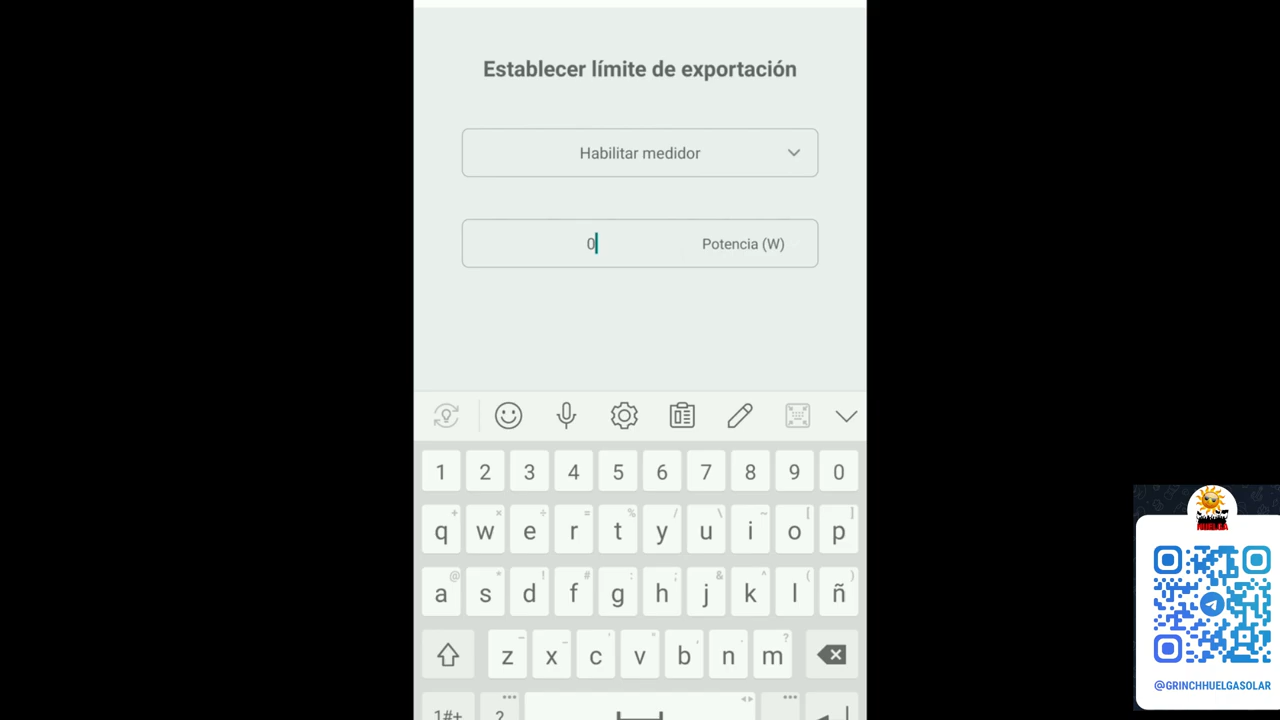 Establecer límite de exportación
Habilitar medidor
0 Potencia (W)
1 2 3 4 5 6 7 8 9 0
+ × ÷ = % / \ ~ [ ]
q w e r t y u i o p
@ * ! # : ; & ^ ( )
a s d f g h j k l ñ
z x c v b n m
1#+ ?
HUELGA
@GRINCHHUELGASOLAR